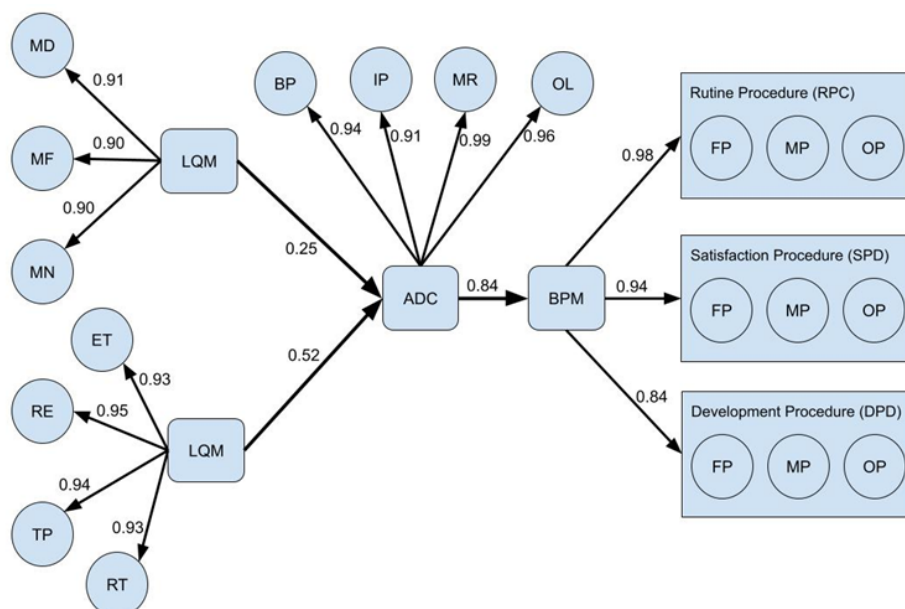 MD
0.91
MF
0.90
LQM
0.90
MN
0.25
BP
IP
MR
OL
0.94
0.91
0.99
0.96
ADC
0.84
BPM
0.98
0.94
0.84
Rutine Procedure (RPC)
FP MP OP
Satisfaction Procedure (SPD)
FP MP OP
Development Procedure (DPD)
FP MP OP
ET
0.93
RE
0.95
LQM
0.52
0.94
TP
0.93
RT